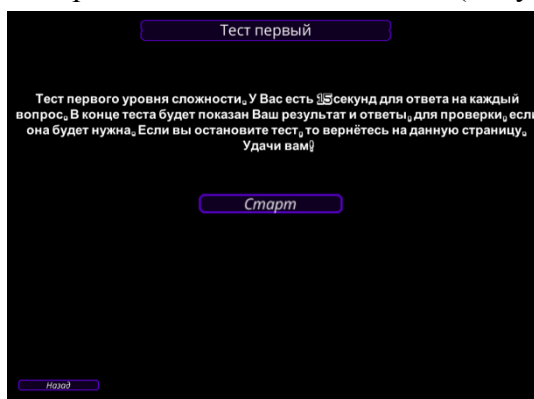 Тест первый
Тест первого уровня сложности. У Вас есть 15 секунд для ответа на каждый
вопрос. В конце теста будет показан Ваш результат и ответы, для проверки, если
она будет нужна. Если вы остановите тест, то вернётесь на данную страницу.
Удачи вам!
Старт
Назад